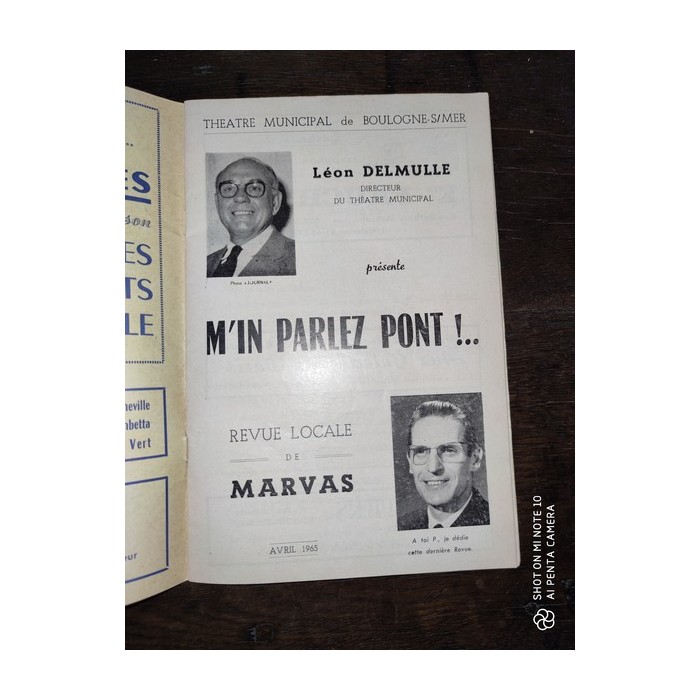 ES
son
ES
TS
LE
neville
mbetta
Vert
eur
THEATRE MUNICIPAL de BOULOGNE-S/MER
Léon DELMULLE
DIRECTEUR
DU THÉATRE MUNICIPAL
Photo «JOURNAL»
présente
M'IN PARLEZ PONT !...
REVUE LOCALE
DE
MARVAS
AVRIL 1965
A toi P., je dédie
cette dernière Revue.
SHOT ON MI NOTE 10
AI PENTA CAMERA